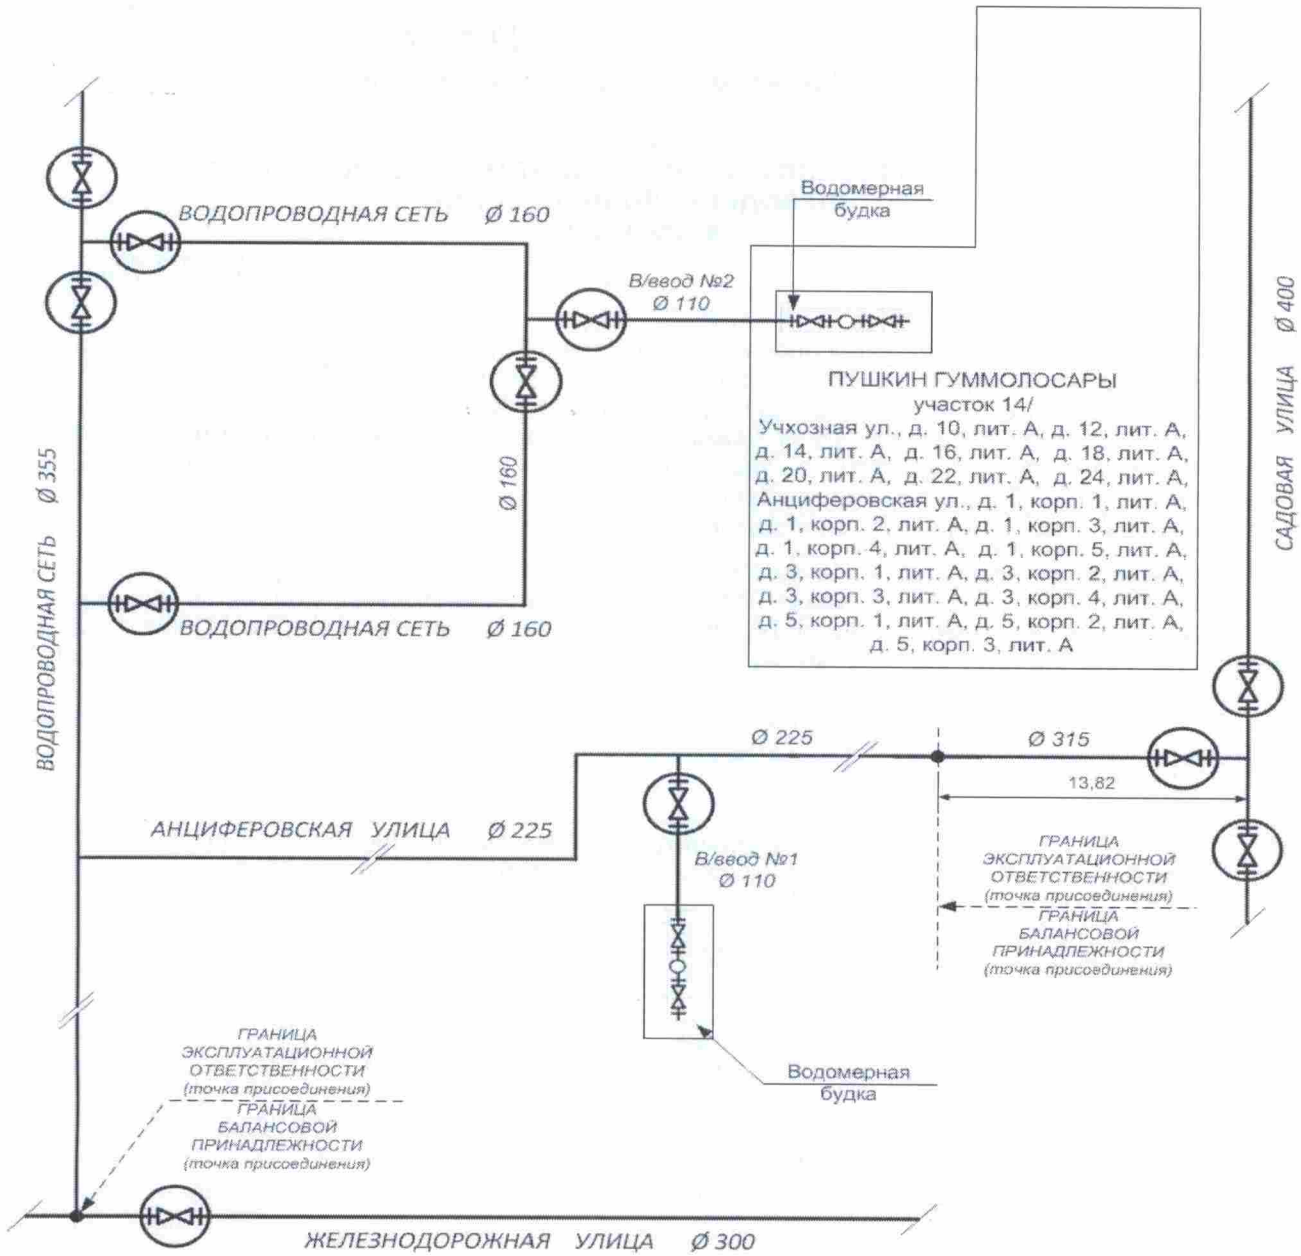 Водомерная
будка
ВОДОПРОВОДНАЯ СЕТЬ Ø 160
В/ввод №2
Ø 110
САДОВАЯ УЛИЦА Ø 400
ПУШКИН ГУММОЛОСАРЫ
участок 14/
Учхозная ул., д. 10, лит. А, д. 12, лит. А,
д. 14, лит. А, д. 16, лит. А, д. 18, лит. А,
д. 20, лит. А, д. 22, лит. А, д. 24, лит. А,
Анциферовская ул., д. 1, корп. 1, лит. А,
д. 1, корп. 2, лит. А, д. 1, корп. 3, лит. А,
д. 1, корп. 4, лит. А, д. 1, корп. 5, лит. А,
д. 3, корп. 1, лит. А, д. 3, корп. 2, лит. А,
д. 3, корп. 3, лит. А, д. 3, корп. 4, лит. А,
д. 5, корп. 1, лит. А, д. 5, корп. 2, лит. А,
д. 5, корп. 3, лит. А
Ø 160
ВОДОПРОВОДНАЯ СЕТЬ Ø 355
ВОДОПРОВОДНАЯ СЕТЬ Ø 160
Ø 225
Ø 315
13,82
АНЦИФЕРОВСКАЯ УЛИЦА Ø 225
В/ввод №1
Ø 110
ГРАНИЦА
ЭКСПЛУАТАЦИОННОЙ
ОТВЕТСТВЕННОСТИ
(точка присоединения)
ГРАНИЦА
БАЛАНСОВОЙ
ПРИНАДЛЕЖНОСТИ
(точка присоединения)
Водомерная
будка
ГРАНИЦА
ЭКСПЛУАТАЦИОННОЙ
ОТВЕТСТВЕННОСТИ
(точка присоединения)
ГРАНИЦА
БАЛАНСОВОЙ
ПРИНАДЛЕЖНОСТИ
(точка присоединения)
ЖЕЛЕЗНОДОРОЖНАЯ УЛИЦА Ø 300